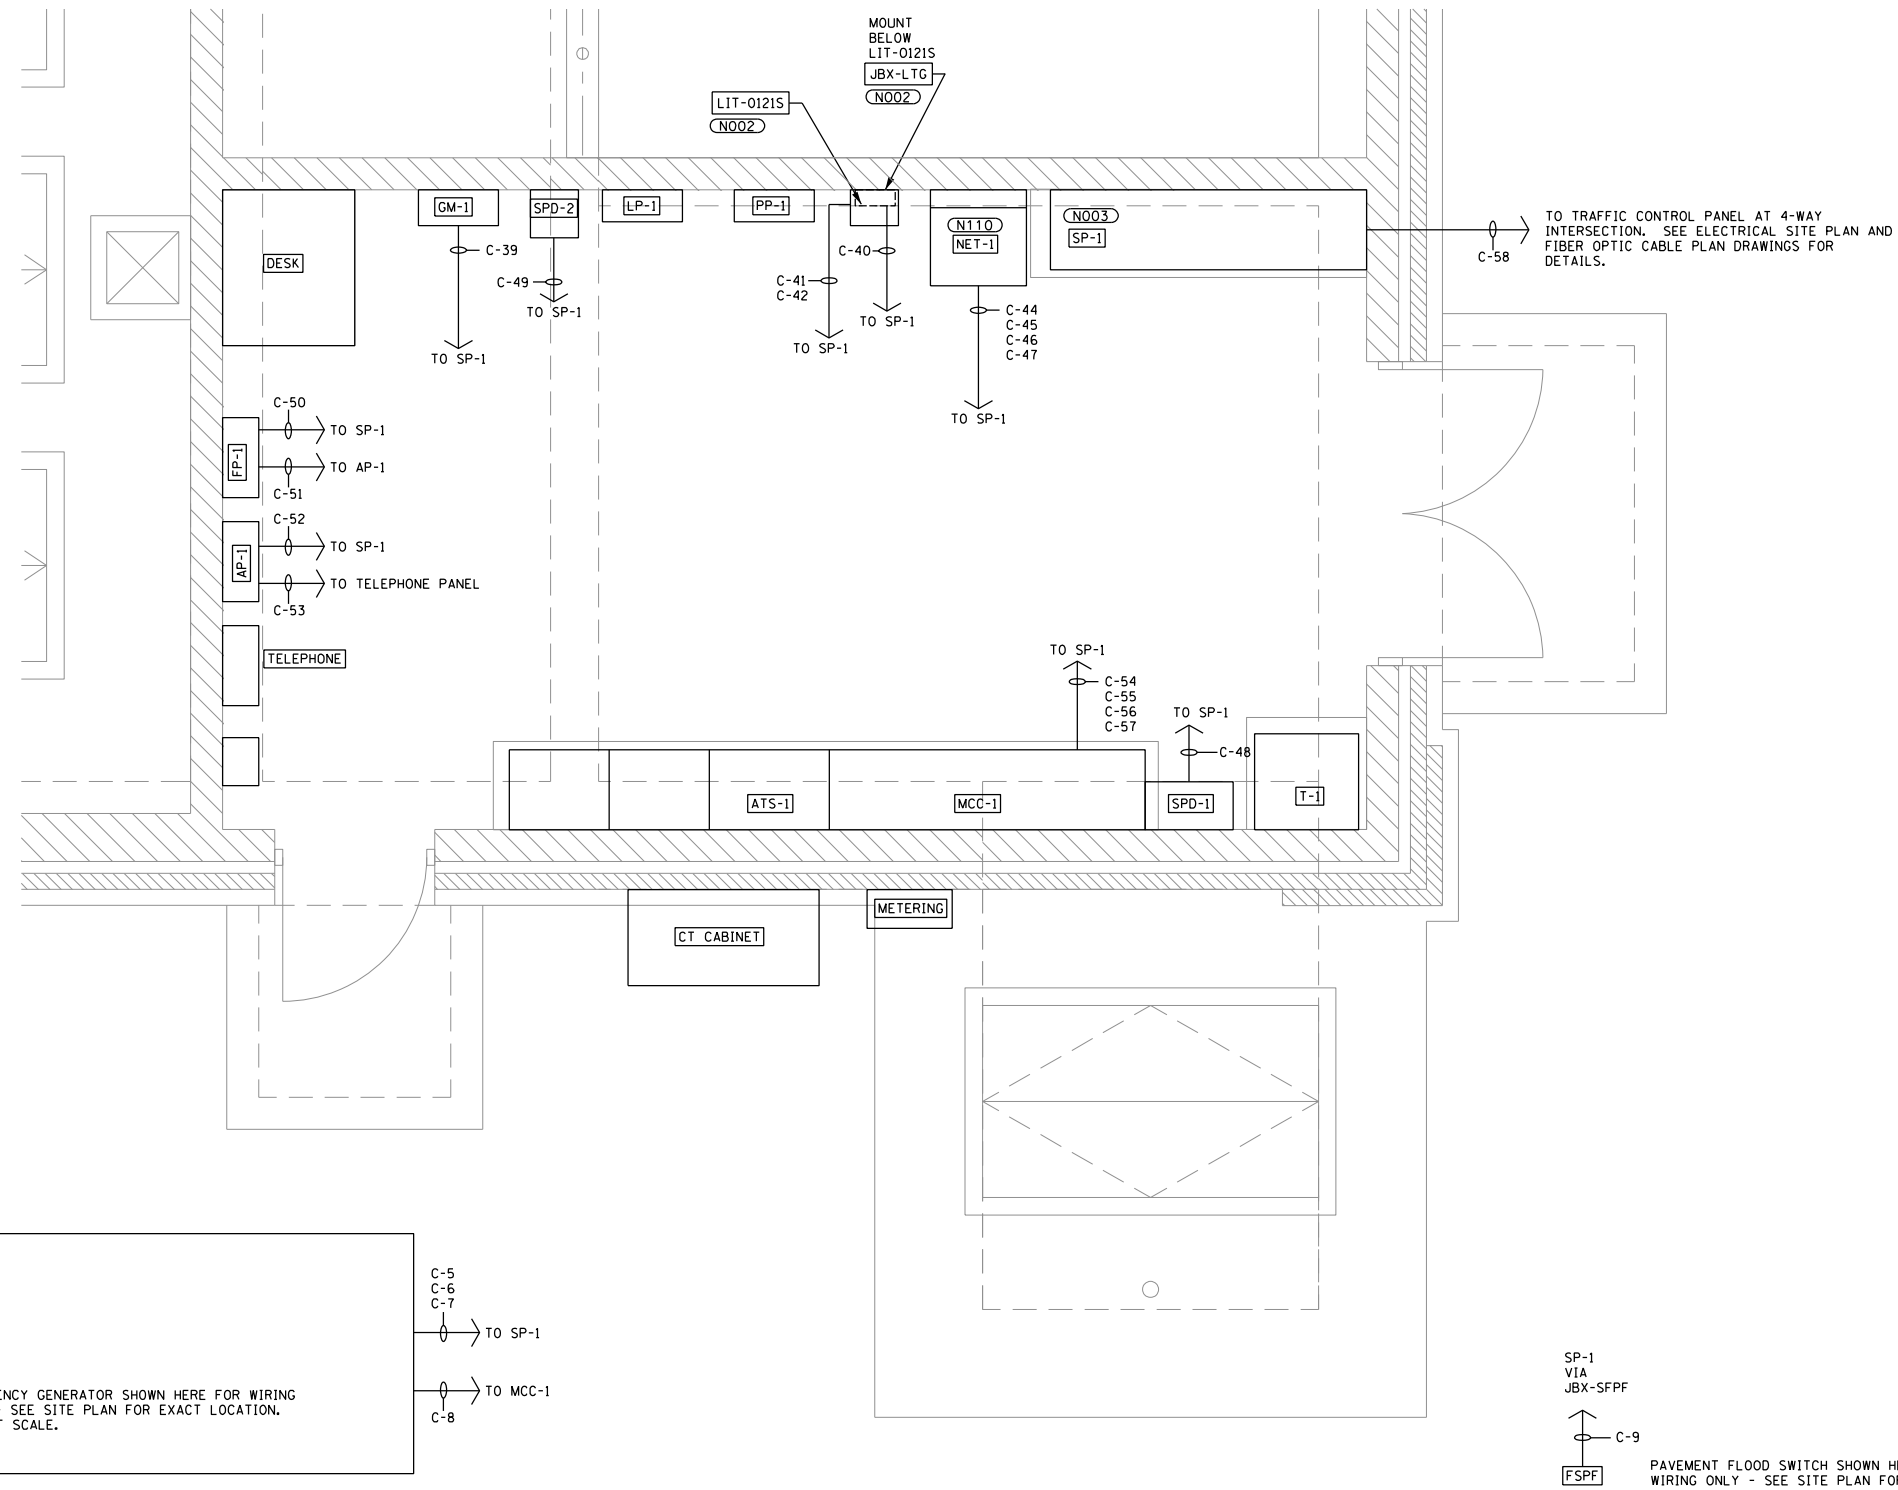 MOUNT
BELOW
LIT-0121S
JBX-LTG
N002
LIT-0121S
N002
DESK
GM-1
SPD-2
LP-1
PP-1
N110
NET-1
N003
SP-1
C-39
TO SP-1
C-49
TO SP-1
C-41
C-42
TO SP-1
C-40
TO SP-1
C-44
C-45
C-46
C-47
TO SP-1
C-58
TO TRAFFIC CONTROL PANEL AT 4-WAY
INTERSECTION. SEE ELECTRICAL SITE PLAN AND
FIBER OPTIC CABLE PLAN DRAWINGS FOR
DETAILS.
C-50
TO SP-1
FP-1
TO AP-1
C-51
C-52
TO SP-1
AP-1
TO TELEPHONE PANEL
C-53
TELEPHONE
TO SP-1
C-54
C-55
C-56
C-57
TO SP-1
C-48
ATS-1
MCC-1
SPD-1
T-1
CT CABINET
METERING
C-5
C-6
C-7
TO SP-1
TO MCC-1
C-8
ENCY GENERATOR SHOWN HERE FOR WIRING
SEE SITE PLAN FOR EXACT LOCATION.
T SCALE.
SP-1
VIA
JBX-SFPF
C-9
FSPF
PAVEMENT FLOOD SWITCH SHOWN H
WIRING ONLY - SEE SITE PLAN FO